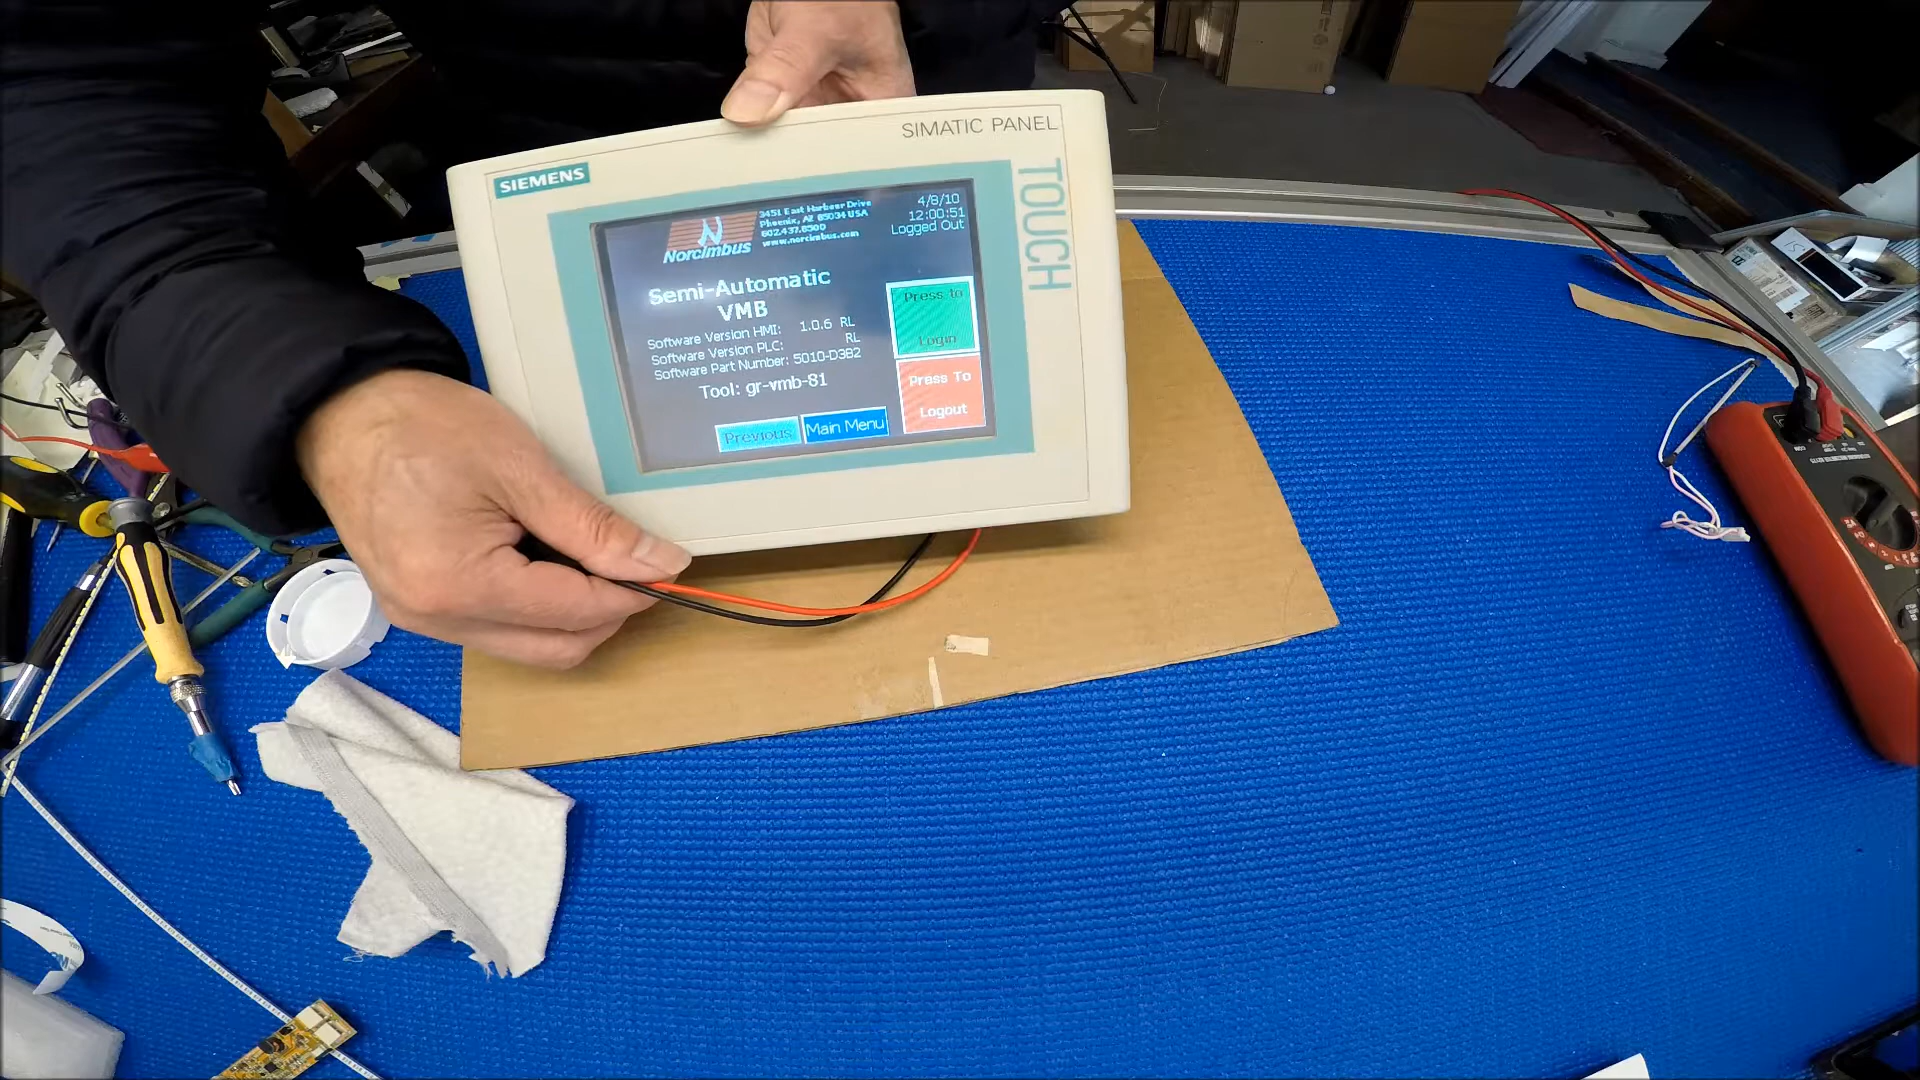 SIMATIC PANEL
SIEMENS
TOUCH
Norcimbus
3451 East Harbour Drive
Phoenix, AZ 85034 USA
602.437.8500
www.norcimbus.com
4/8/10
12:00:51
Logged Out
Semi-Automatic
VMB
Software Version HMI: 1.0.6 RL
Software Version PLC: RL
Software Part Number: 5010-D3B2
Tool: gr-vmb-81
Press to
Login
Press To
Logout
Previous
Main Menu